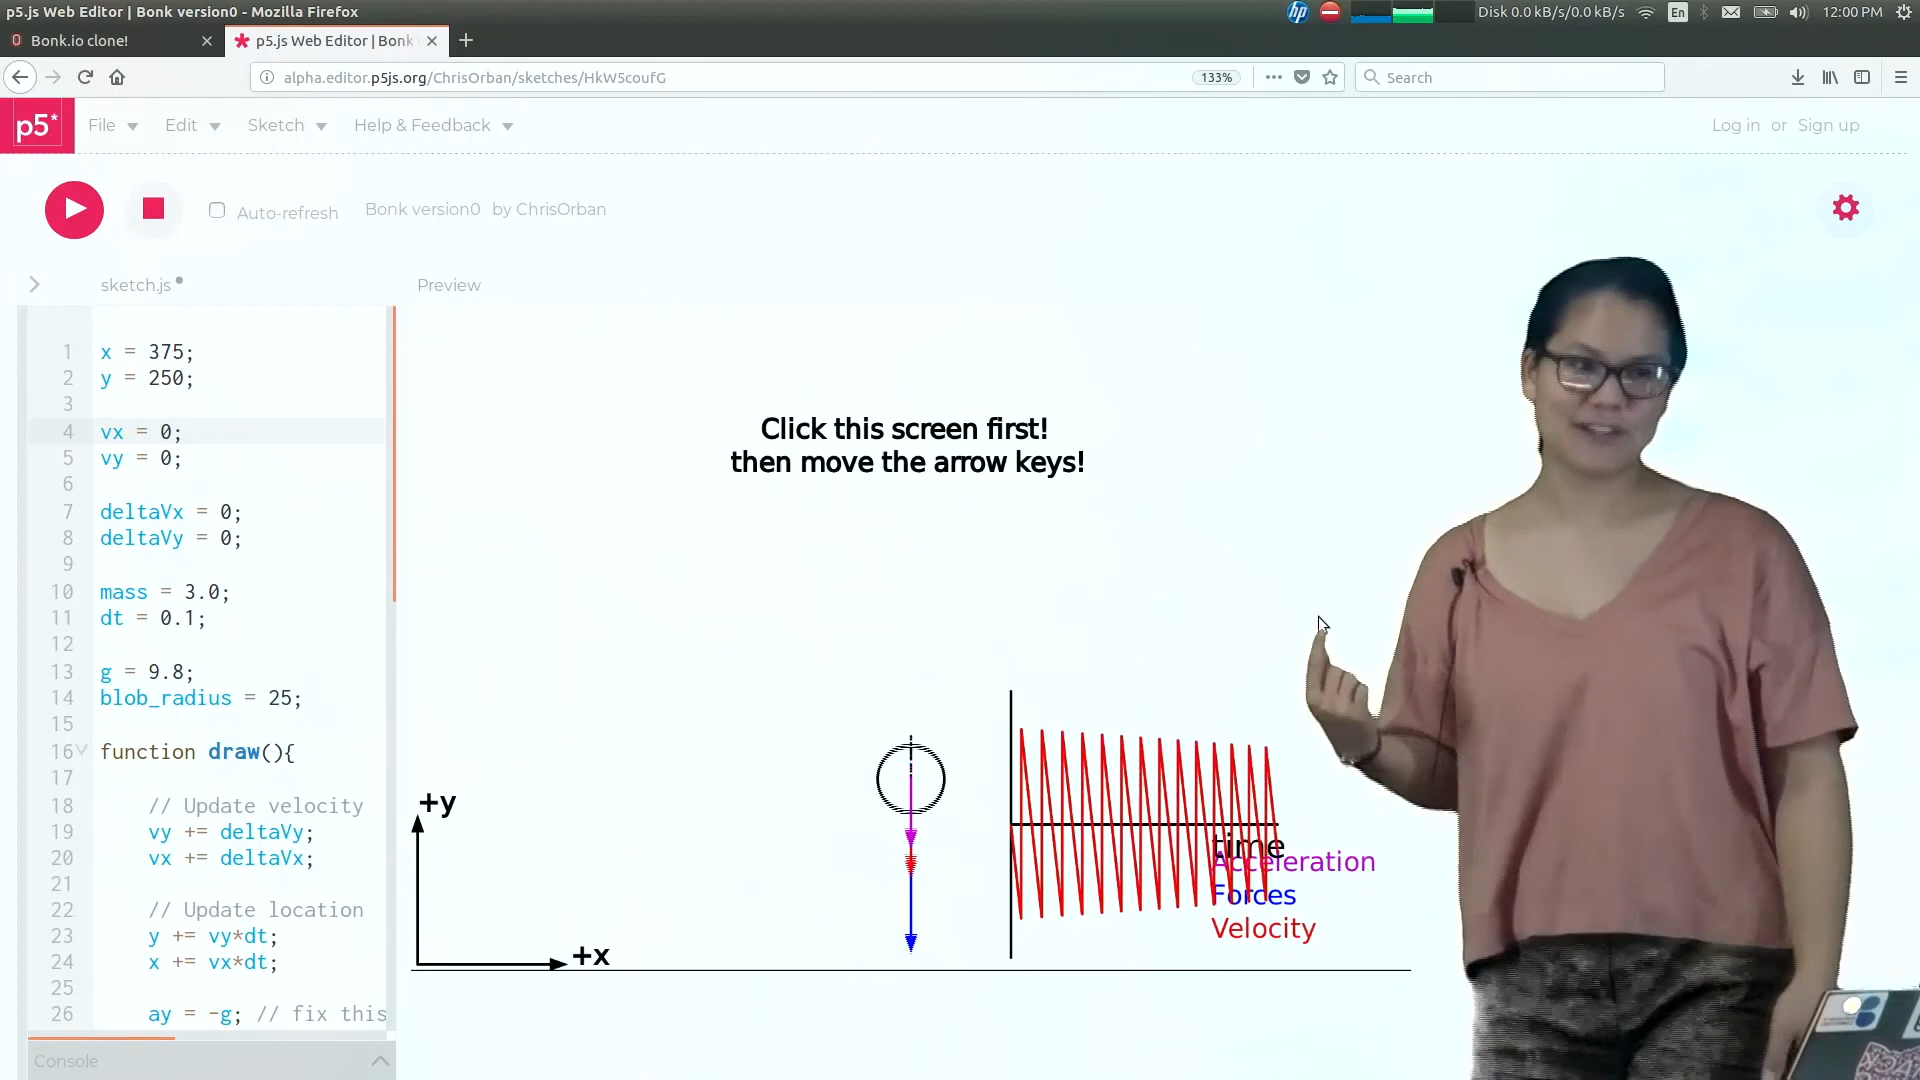 p5.js Web Editor | Bonk version0 - Mozilla Firefox
Disk 0.0 kB/s/0.0 kB/s En 12:00 PM
Bonk.io clone!
p5.js Web Editor | Bonk
alpha.editor.p5js.org/ChrisOrban/sketches/HkW5coufG
133%
Search
p5*
File
Edit
Sketch
Help & Feedback
Log in or Sign up
Auto-refresh
Bonk version0 by ChrisOrban
sketch.js
Preview
1 x = 375;
2 y = 250;
3
4 vx = 0;
5 vy = 0;
6
7 deltaVx = 0;
8 deltaVy = 0;
9
10 mass = 3.0;
11 dt = 0.1;
12
13 g = 9.8;
14 blob_radius = 25;
15
16 function draw(){
17
18 // Update velocity
19 vy += deltaVy;
20 vx += deltaVx;
21
22 // Update location
23 y += vy*dt;
24 x += vx*dt;
25
26 ay = -g; // fix this
Console
Click this screen first!
then move the arrow keys!
+y
+x
time
Acceleration
Forces
Velocity